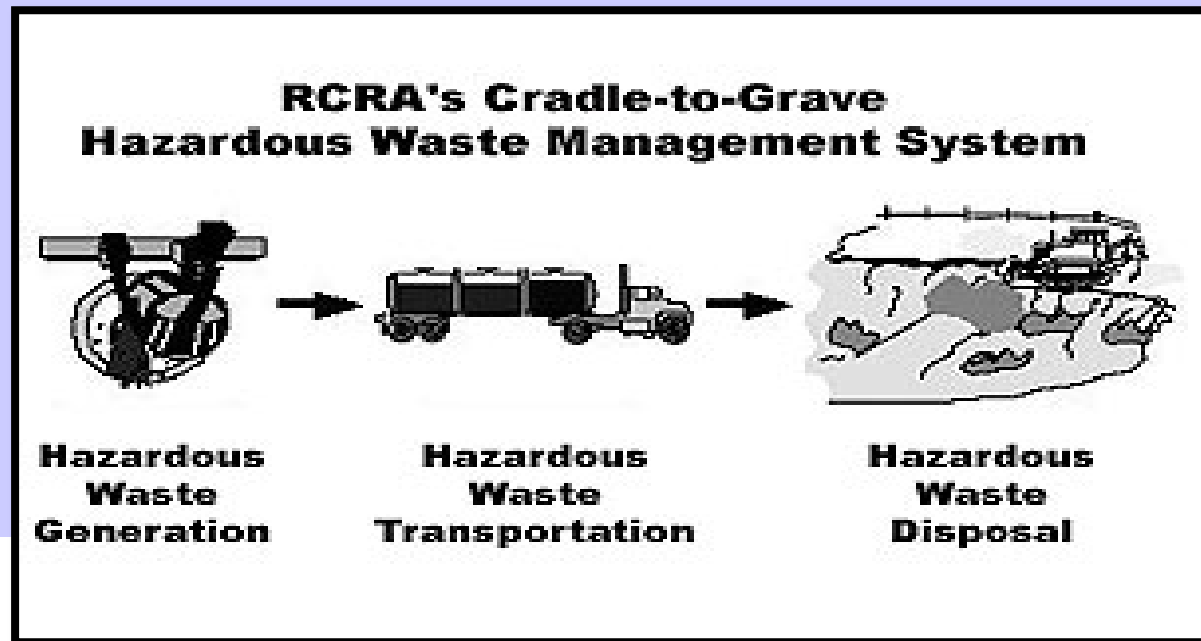 RCRA's Cradle-to-Grave
Hazardous Waste Management System
Hazardous
Waste
Generation
Hazardous
Waste
Transportation
Hazardous
Waste
Disposal